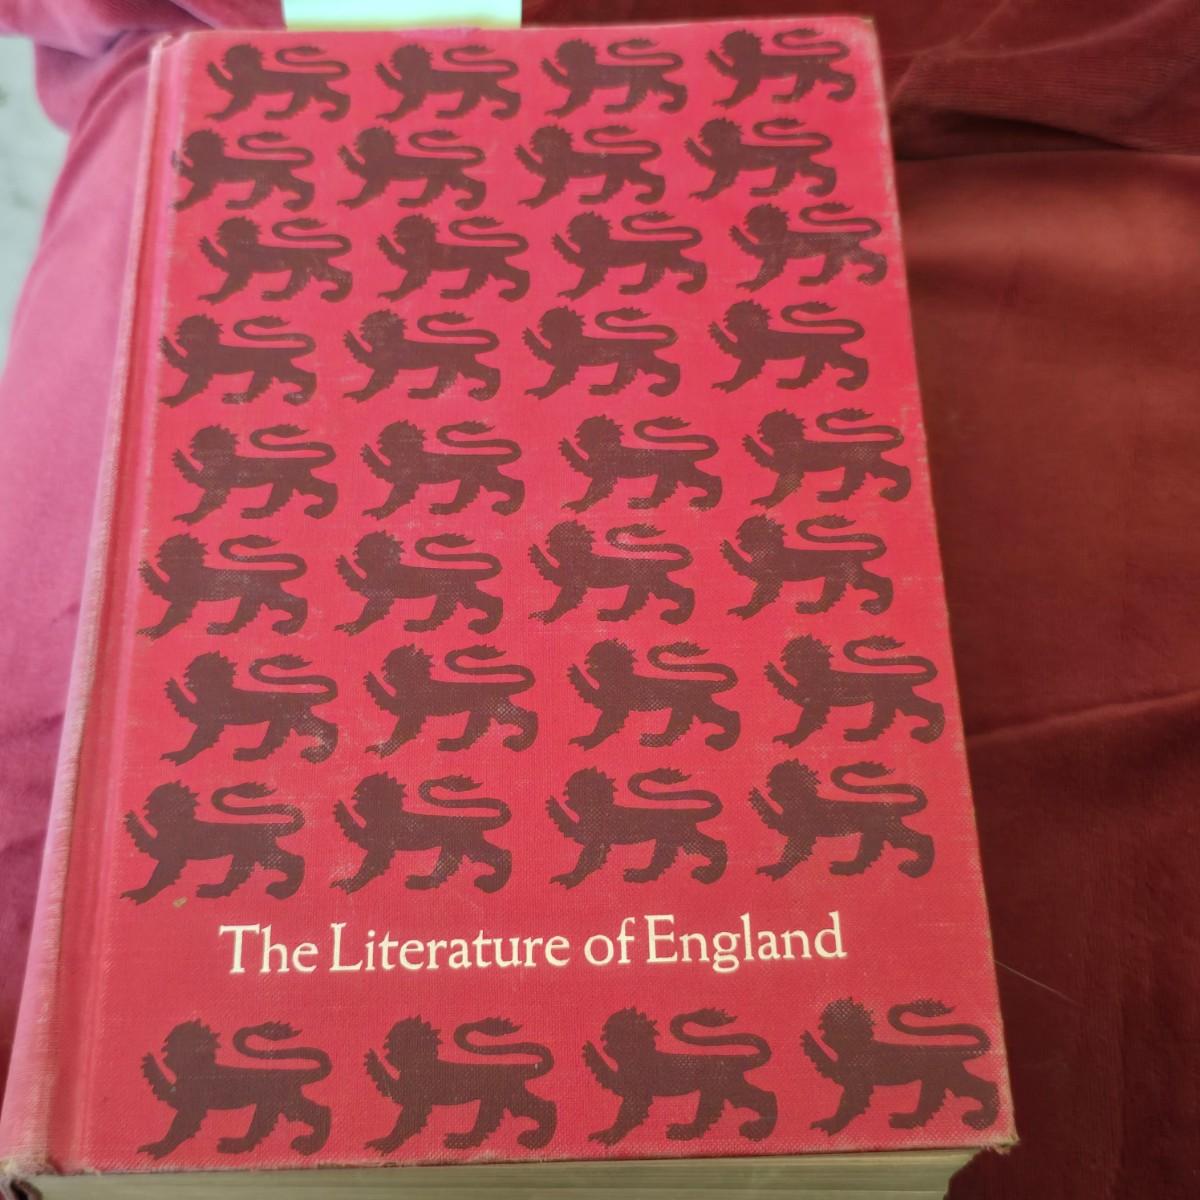 The Literature of England